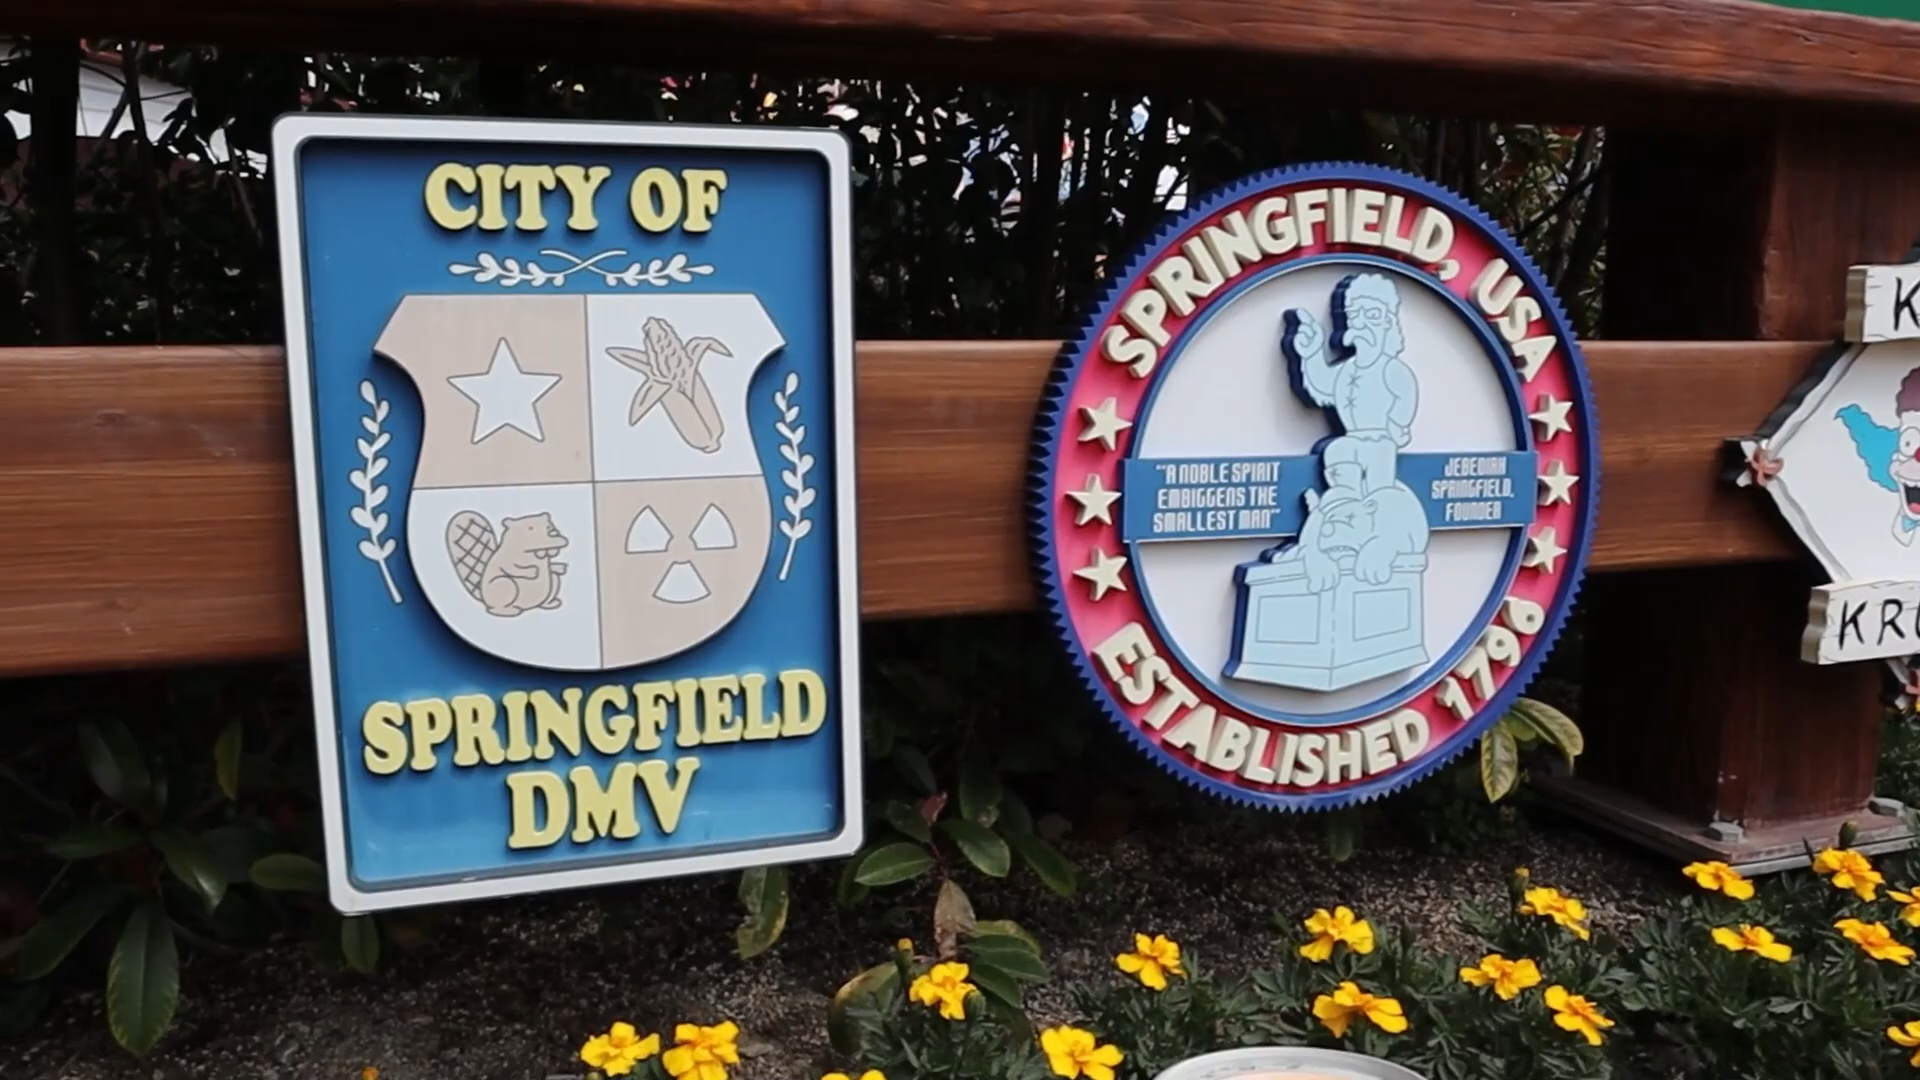 CITY OF
SPRINGFIELD
DMV
SPRINGFIELD, USA
"A NOBLE SPIRIT
EMBIGGENS THE
SMALLEST MAN"
JEBEDIAH
SPRINGFIELD,
FOUNDER
ESTABLISHED 1796